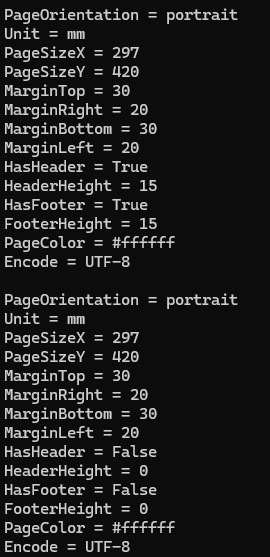 PageOrientation = portrait
Unit = mm
PageSizeX = 297
PageSizeY = 420
MarginTop = 30
MarginRight = 20
MarginBottom = 30
MarginLeft = 20
HasHeader = True
HeaderHeight = 15
HasFooter = True
FooterHeight = 15
PageColor = #ffffff
Encode = UTF-8

PageOrientation = portrait
Unit = mm
PageSizeX = 297
PageSizeY = 420
MarginTop = 30
MarginRight = 20
MarginBottom = 30
MarginLeft = 20
HasHeader = False
HeaderHeight = 0
HasFooter = False
FooterHeight = 0
PageColor = #ffffff
Encode = UTF-8